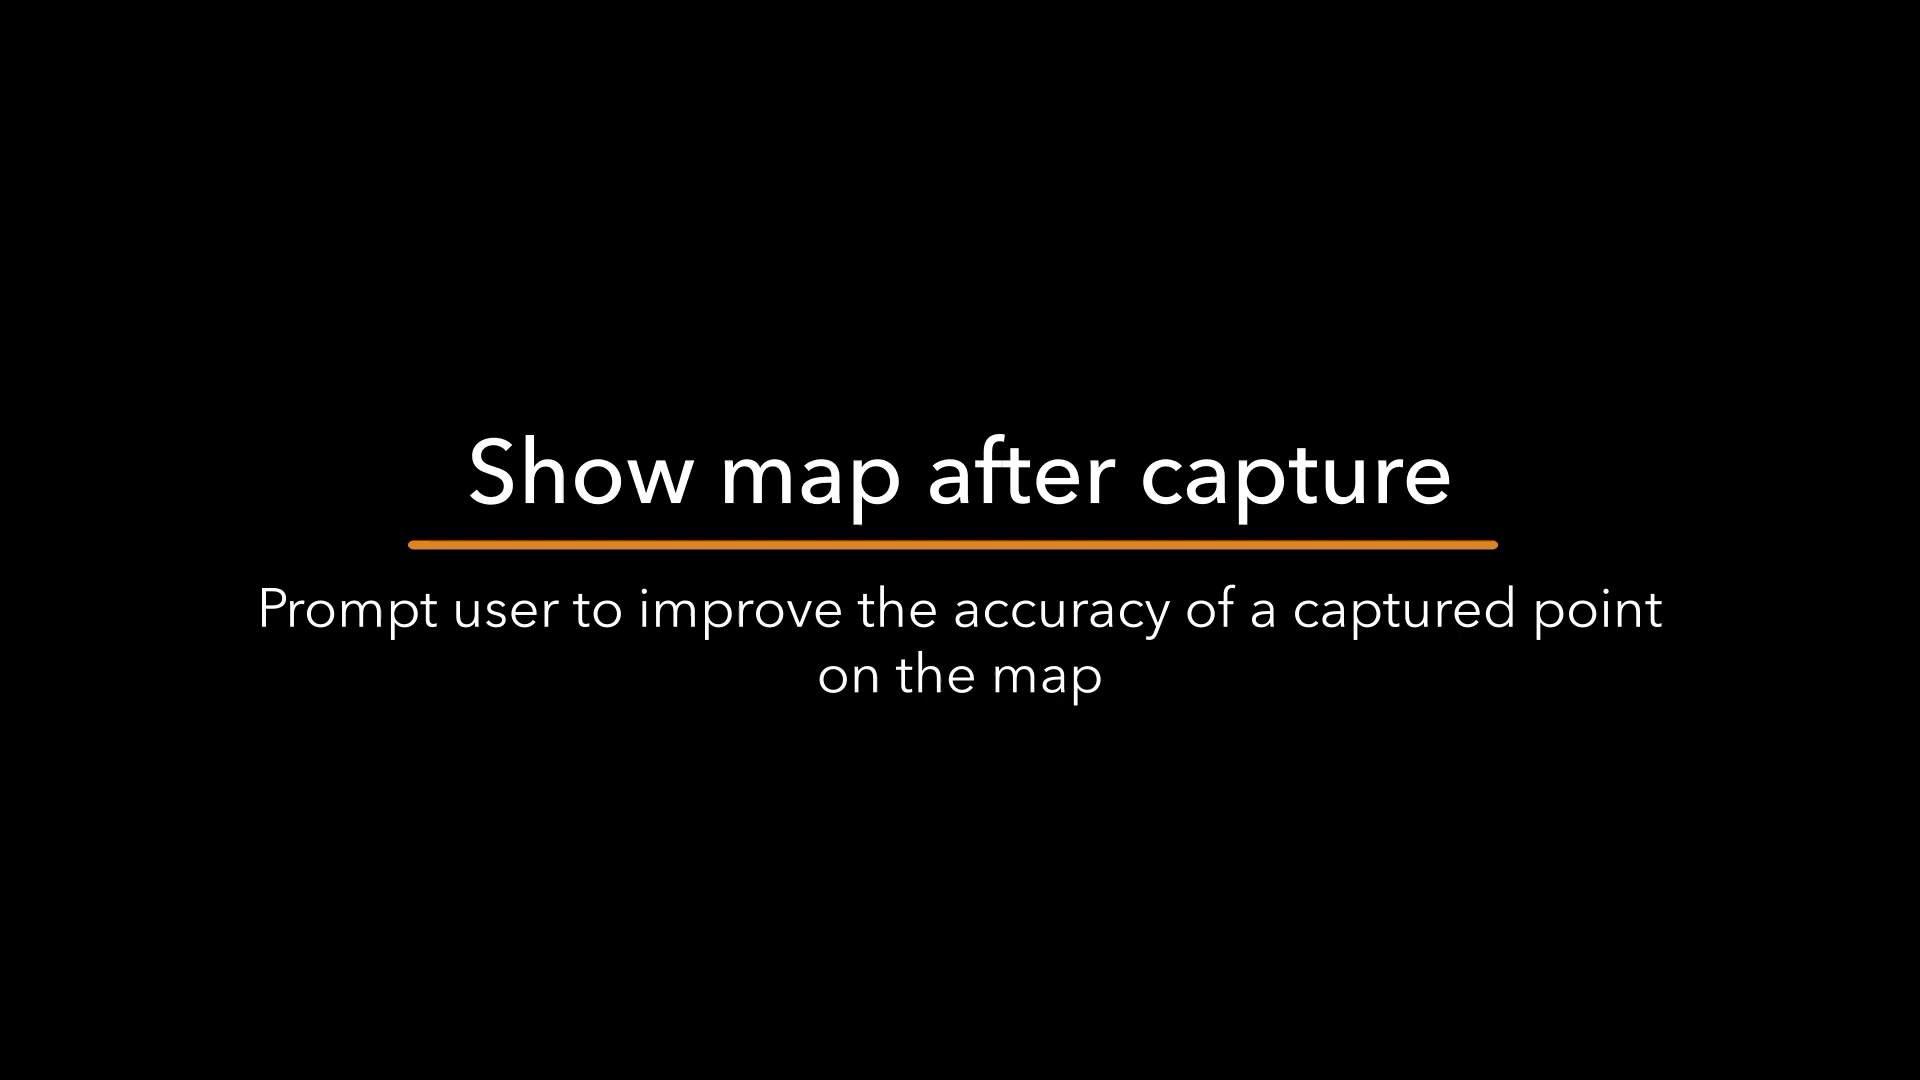 Show map after capture
Prompt user to improve the accuracy of a captured point
on the map